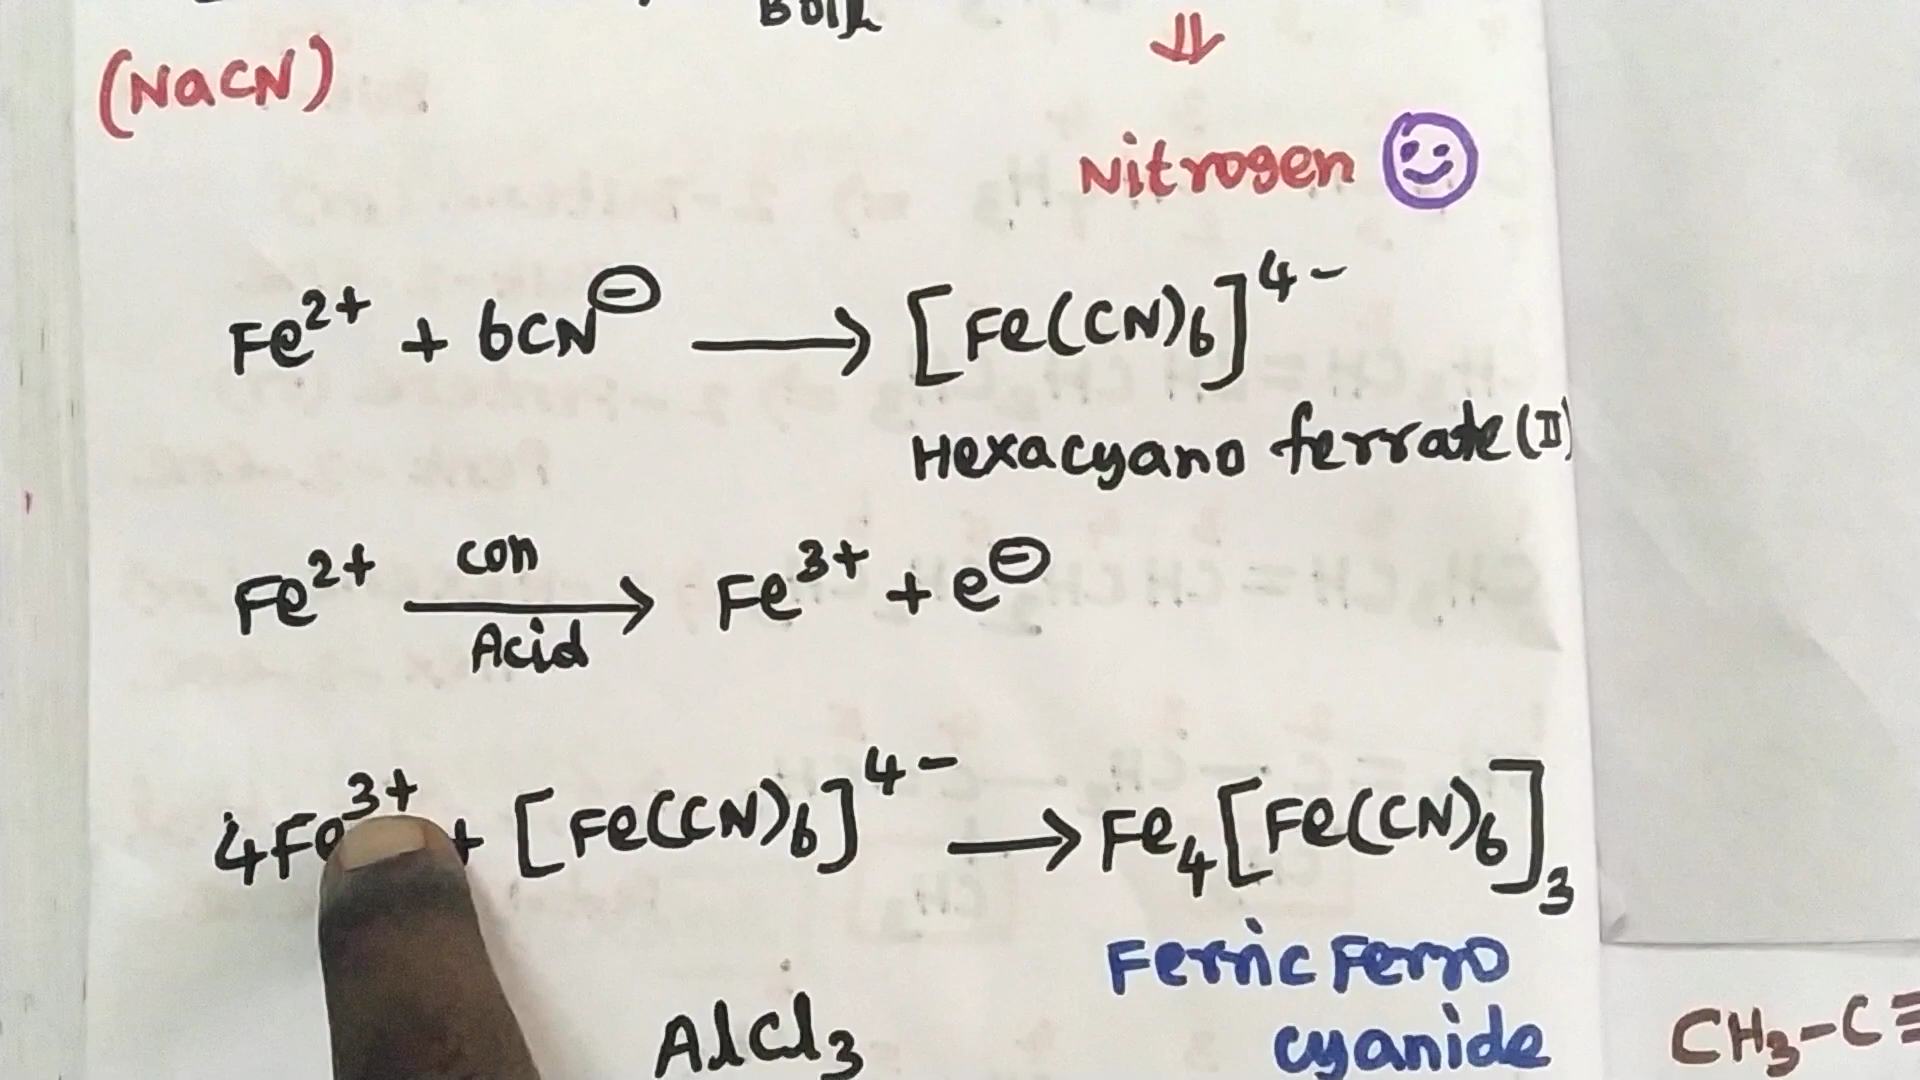 Boil
(NaCN)
Nitrogen
Fe²⁺ + 6CN⊖ ⟶ [Fe(CN)₆]⁴⁻
Hexacyano ferrate (II)
Fe²⁺ con Acid ⟶ Fe³⁺ + e⊖
4Fe³⁺ + [Fe(CN)₆]⁴⁻ ⟶ Fe₄[Fe(CN)₆]₃
Ferric Ferro
cyanide
AlCl₃
CH₃-C≡